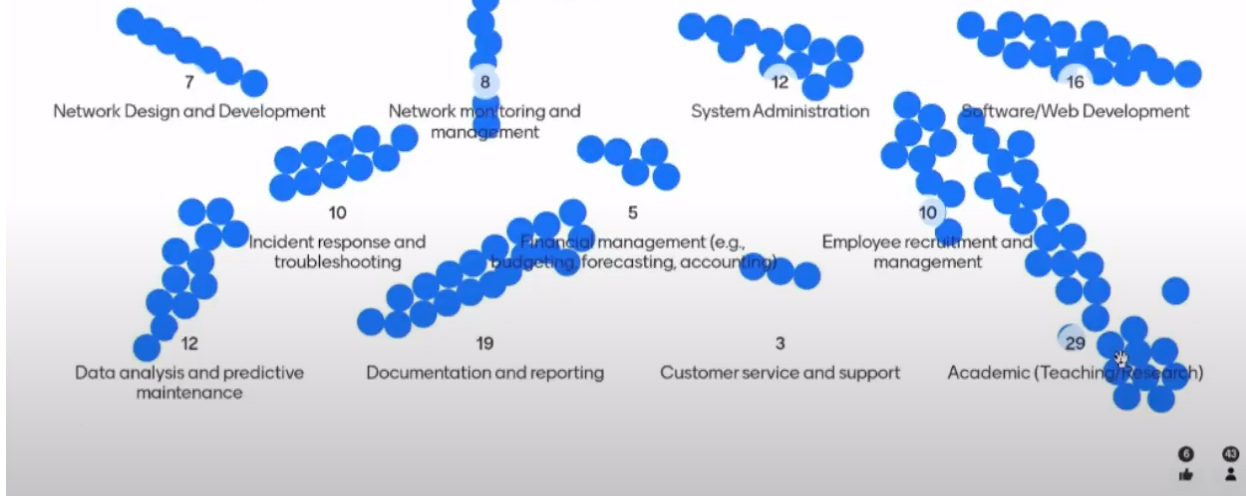 7
Network Design and Development
8
Network monitoring and
management
12
System Administration
16
Software/Web Development
10
Incident response and
troubleshooting
5
Financial management (e.g.,
budgeting, forecasting, accounting)
10
Employee recruitment and
management
12
Data analysis and predictive
maintenance
19
Documentation and reporting
3
Customer service and support
29
Academic (Teaching/Research)
6
43